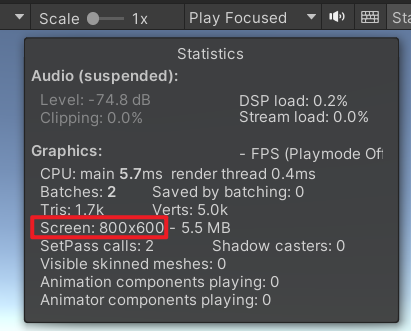 Scale 1x Play Focused Sta
Statistics
Audio (suspended):
Level: -74.8 dB DSP load: 0.2%
Clipping: 0.0% Stream load: 0.0%
Graphics: - FPS (Playmode Off
CPU: main 5.7ms render thread 0.4ms
Batches: 2 Saved by batching: 0
Tris: 1.7k Verts: 5.0k
Screen: 800x600 - 5.5 MB
SetPass calls: 2 Shadow casters: 0
Visible skinned meshes: 0
Animation components playing: 0
Animator components playing: 0